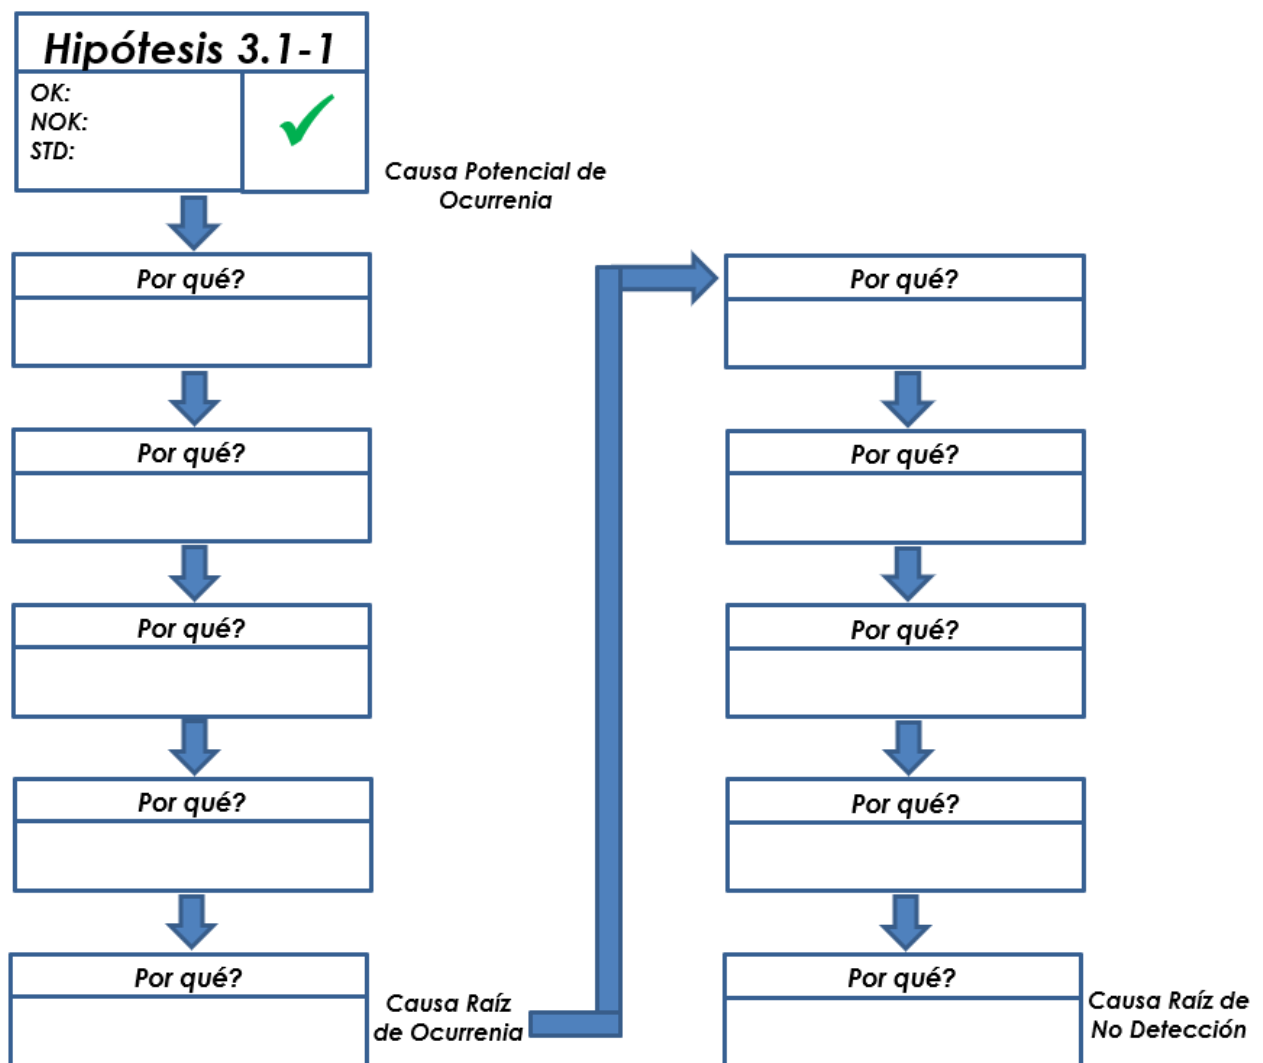 Hipótesis 3.1-1
OK:
NOK:
STD:
Causa Potencial de
Ocurrenia
Por qué?
Por qué?
Por qué?
Por qué?
Por qué?
Causa Raíz
de Ocurrenia
Por qué?
Por qué?
Por qué?
Por qué?
Por qué?
Causa Raíz de
No Detección